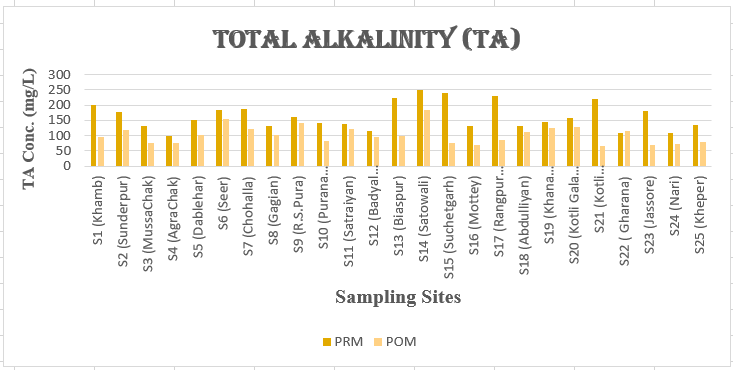 TOTAL ALKALINITY (TA)
TA Conc. (mg/L)
300
250
200
150
100
50
0
S1 (Khamb)
S2 (Sunderpur)
S3 (MussaChak)
S4 (AgraChak)
S5 (Dablehar)
S6 (Seer)
S7 (Chohalla)
S8 (Gagian)
S9 (R.S.Pura)
S10 (Purana...
S11 (Satraiyan)
S12 (Badyal...
S13 (Biaspur)
S14 (Satowali)
S15 (Suchetgarh)
S16 (Mottey)
S17 (Rangpur...
S18 (Abdulliyan)
S19 (Khana...
S20 (Kotli Gala...
S21 (Kotli...
S22 ( Gharana)
S23 (Jassore)
S24 (Nari)
S25 (Kheper)
Sampling Sites
PRM POM